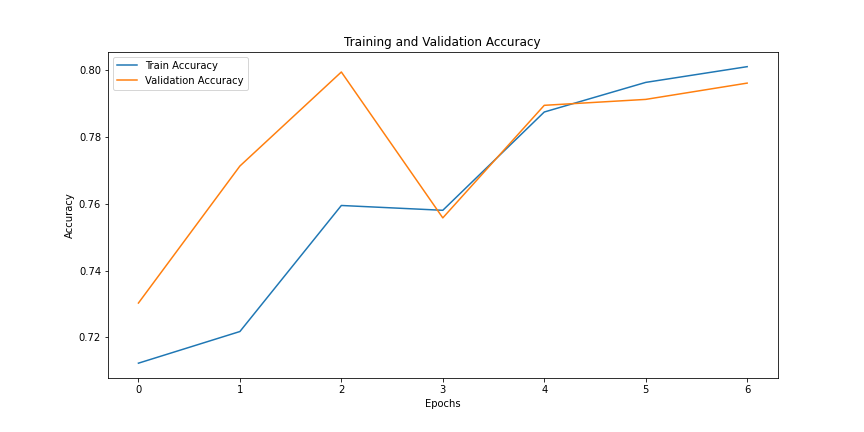 Training and Validation Accuracy
Train Accuracy
Validation Accuracy
0.80
0.78
0.76
0.74
0.72
Accuracy
0 1 2 3 4 5 6
Epochs